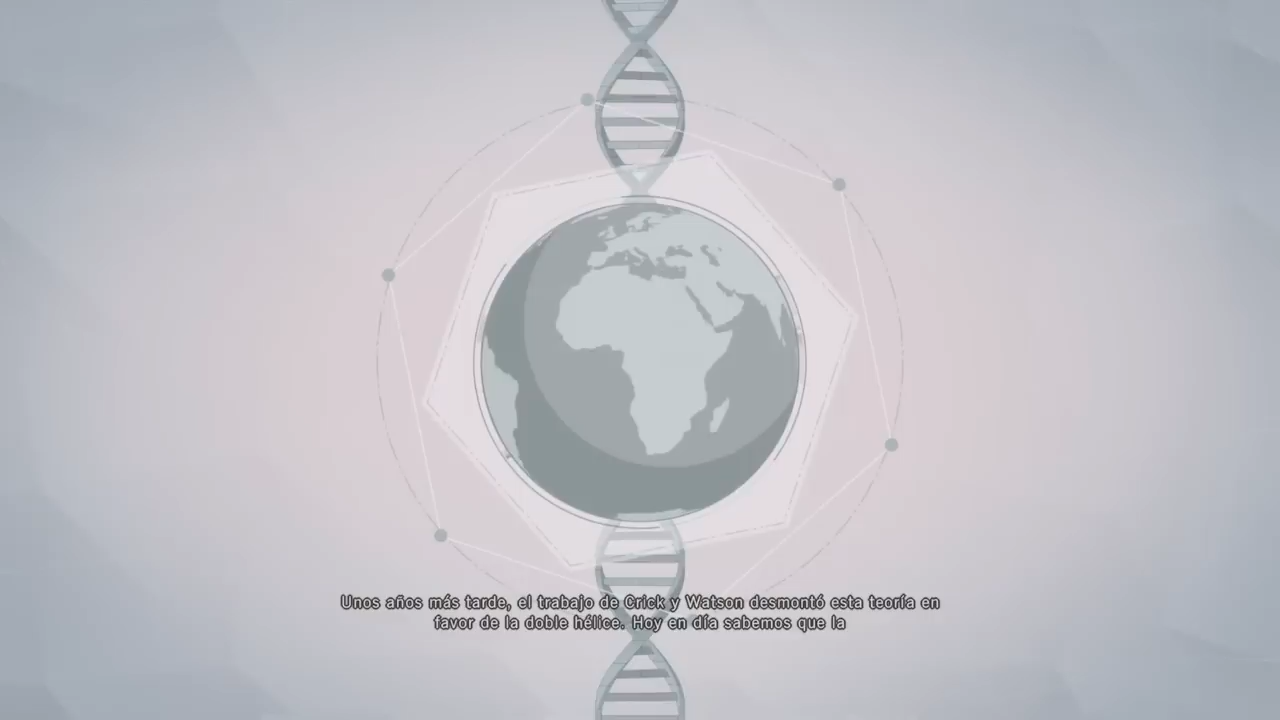 Unos años más tarde, el trabajo de Crick y Watson desmontó esta teoría en
favor de la doble hélice. Hoy en día sabemos que la